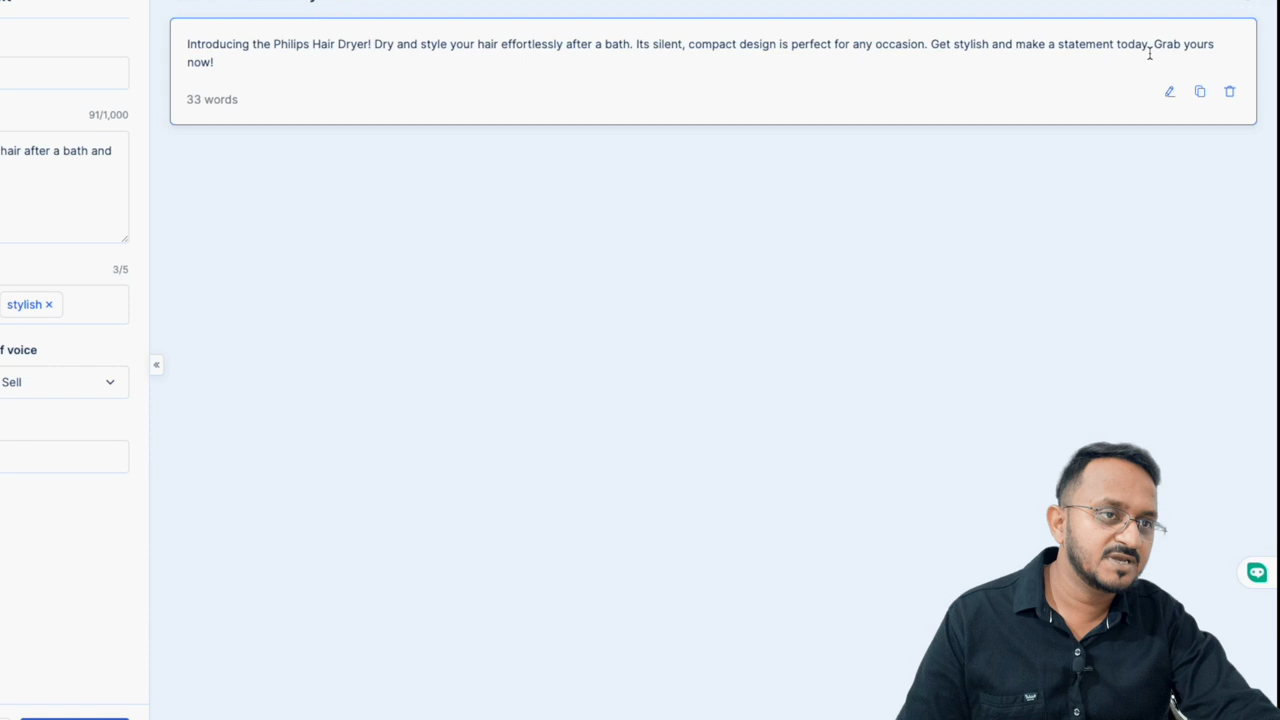 Introducing the Philips Hair Dryer! Dry and style your hair effortlessly after a bath. Its silent, compact design is perfect for any occasion. Get stylish and make a statement today. Grab yours
now!
33 words
91/1,000
hair after a bath and
3/5
stylish ×
f voice
Sell